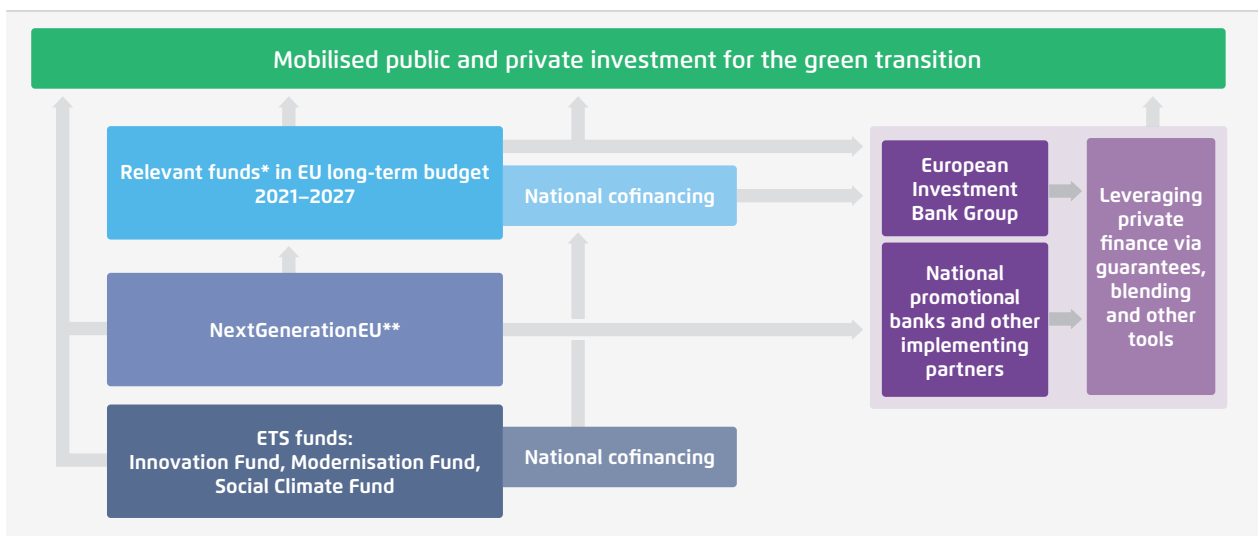 Mobilised public and private investment for the green transition
Relevant funds* in EU long-term budget
2021–2027
National cofinancing
European
Investment
Bank Group
Leveraging
private
finance via
guarantees,
blending
and other
tools
National
promotional
banks and other
implementing
partners
NextGenerationEU**
ETS funds:
Innovation Fund, Modernisation Fund,
Social Climate Fund
National cofinancing